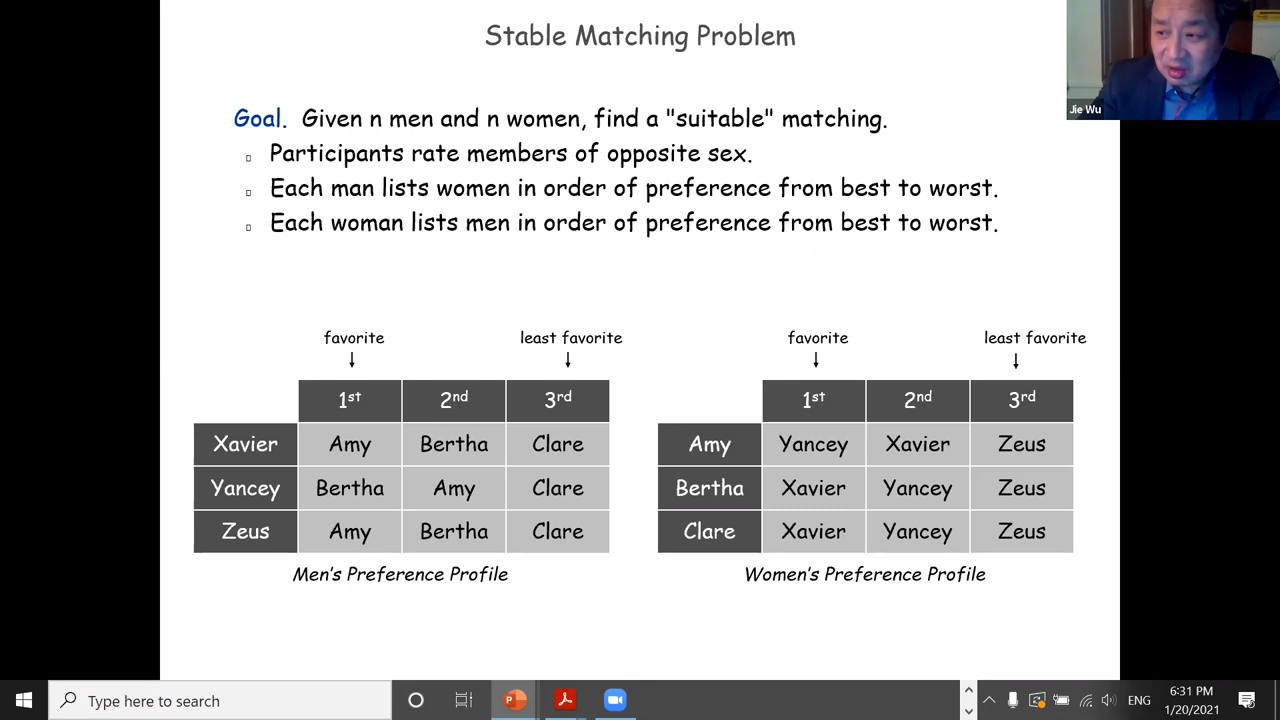 Stable Matching Problem
Jie Wu
Goal. Given n men and n women, find a "suitable" matching.
Participants rate members of opposite sex.
Each man lists women in order of preference from best to worst.
Each woman lists men in order of preference from best to worst.
favorite least favorite
1st 2nd 3rd
Xavier Amy Bertha Clare
Yancey Bertha Amy Clare
Zeus Amy Bertha Clare
Men's Preference Profile
favorite least favorite
1st 2nd 3rd
Amy Yancey Xavier Zeus
Bertha Xavier Yancey Zeus
Clare Xavier Yancey Zeus
Women's Preference Profile
Type here to search
ENG
6:31 PM
1/20/2021